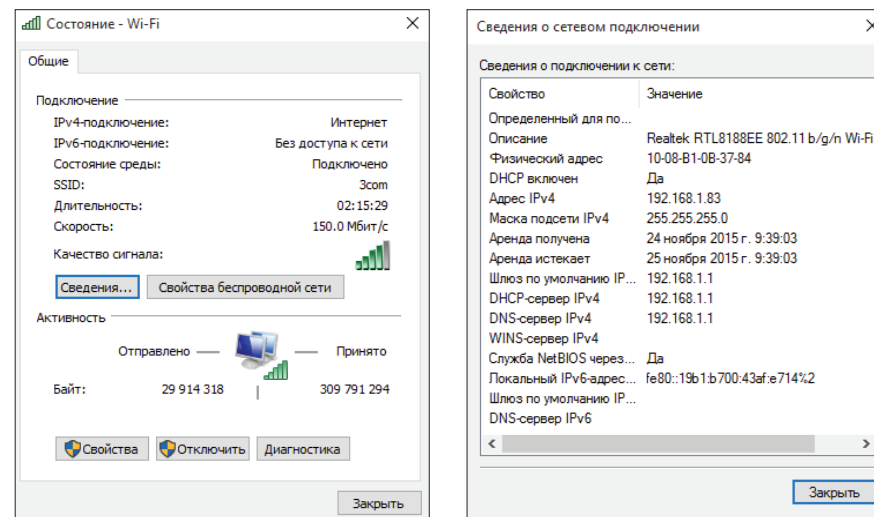 Состояние - Wi-Fi
Общие
Подключение
IPv4-подключение: Интернет
IPv6-подключение: Без доступа к сети
Состояние среды: Подключено
SSID: 3com
Длительность: 02:15:29
Скорость: 150.0 Мбит/с
Качество сигнала:
Сведения... Свойства беспроводной сети
Активность
Отправлено — — Принято
Байт: 29 914 318 | 309 791 294
Свойства Отключить Диагностика
Закрыть
Сведения о сетевом подключении
Сведения о подключении к сети:
Свойство Значение
Определенный для по...
Описание Realtek RTL8188EE 802.11 b/g/n Wi-Fi
Физический адрес 10-08-B1-0B-37-84
DHCP включен Да
Адрес IPv4 192.168.1.83
Маска подсети IPv4 255.255.255.0
Аренда получена 24 ноября 2015 г. 9:39:03
Аренда истекает 25 ноября 2015 г. 9:39:03
Шлюз по умолчанию IP... 192.168.1.1
DHCP-сервер IPv4 192.168.1.1
DNS-сервер IPv4 192.168.1.1
WINS-сервер IPv4
Служба NetBIOS через... Да
Локальный IPv6-адрес... fe80::19b1:b700:43af:e714%2
Шлюз по умолчанию IP...
DNS-сервер IPv6
Закрыть